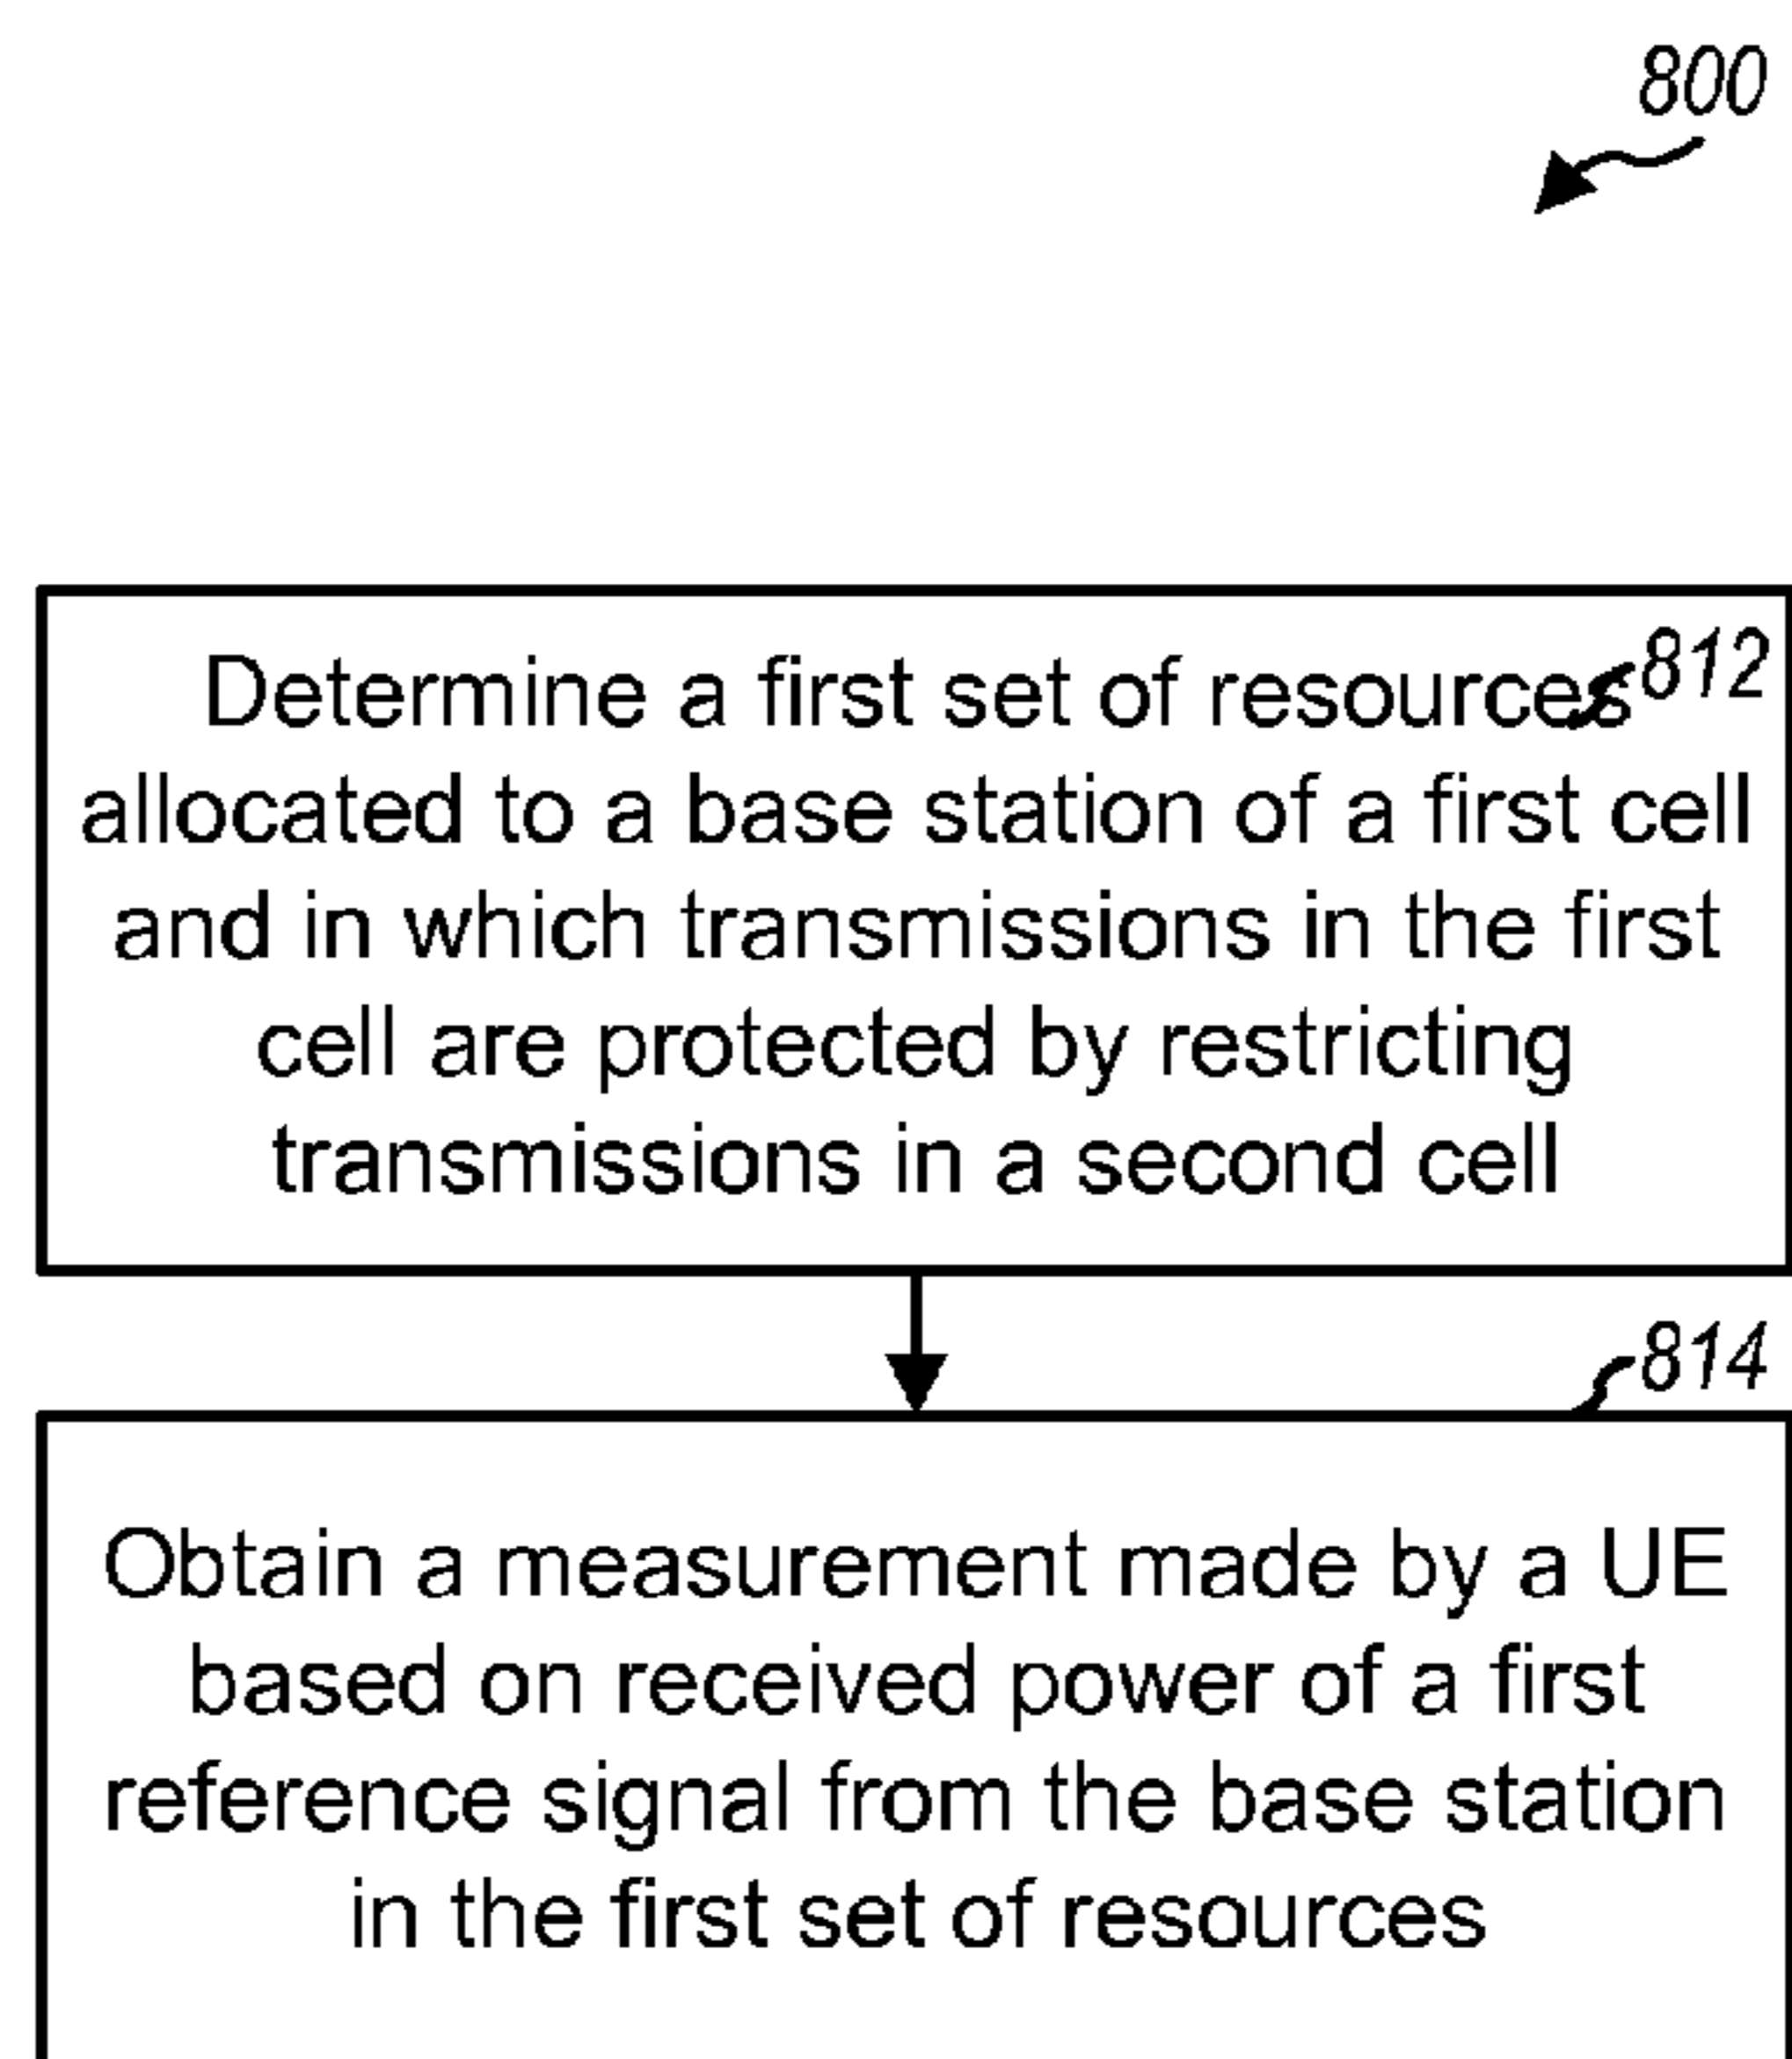 800
812
Determine a first set of resources
allocated to a base station of a first cell
and in which transmissions in the first
cell are protected by restricting
transmissions in a second cell
814
Obtain a measurement made by a UE
based on received power of a first
reference signal from the base station
in the first set of resources